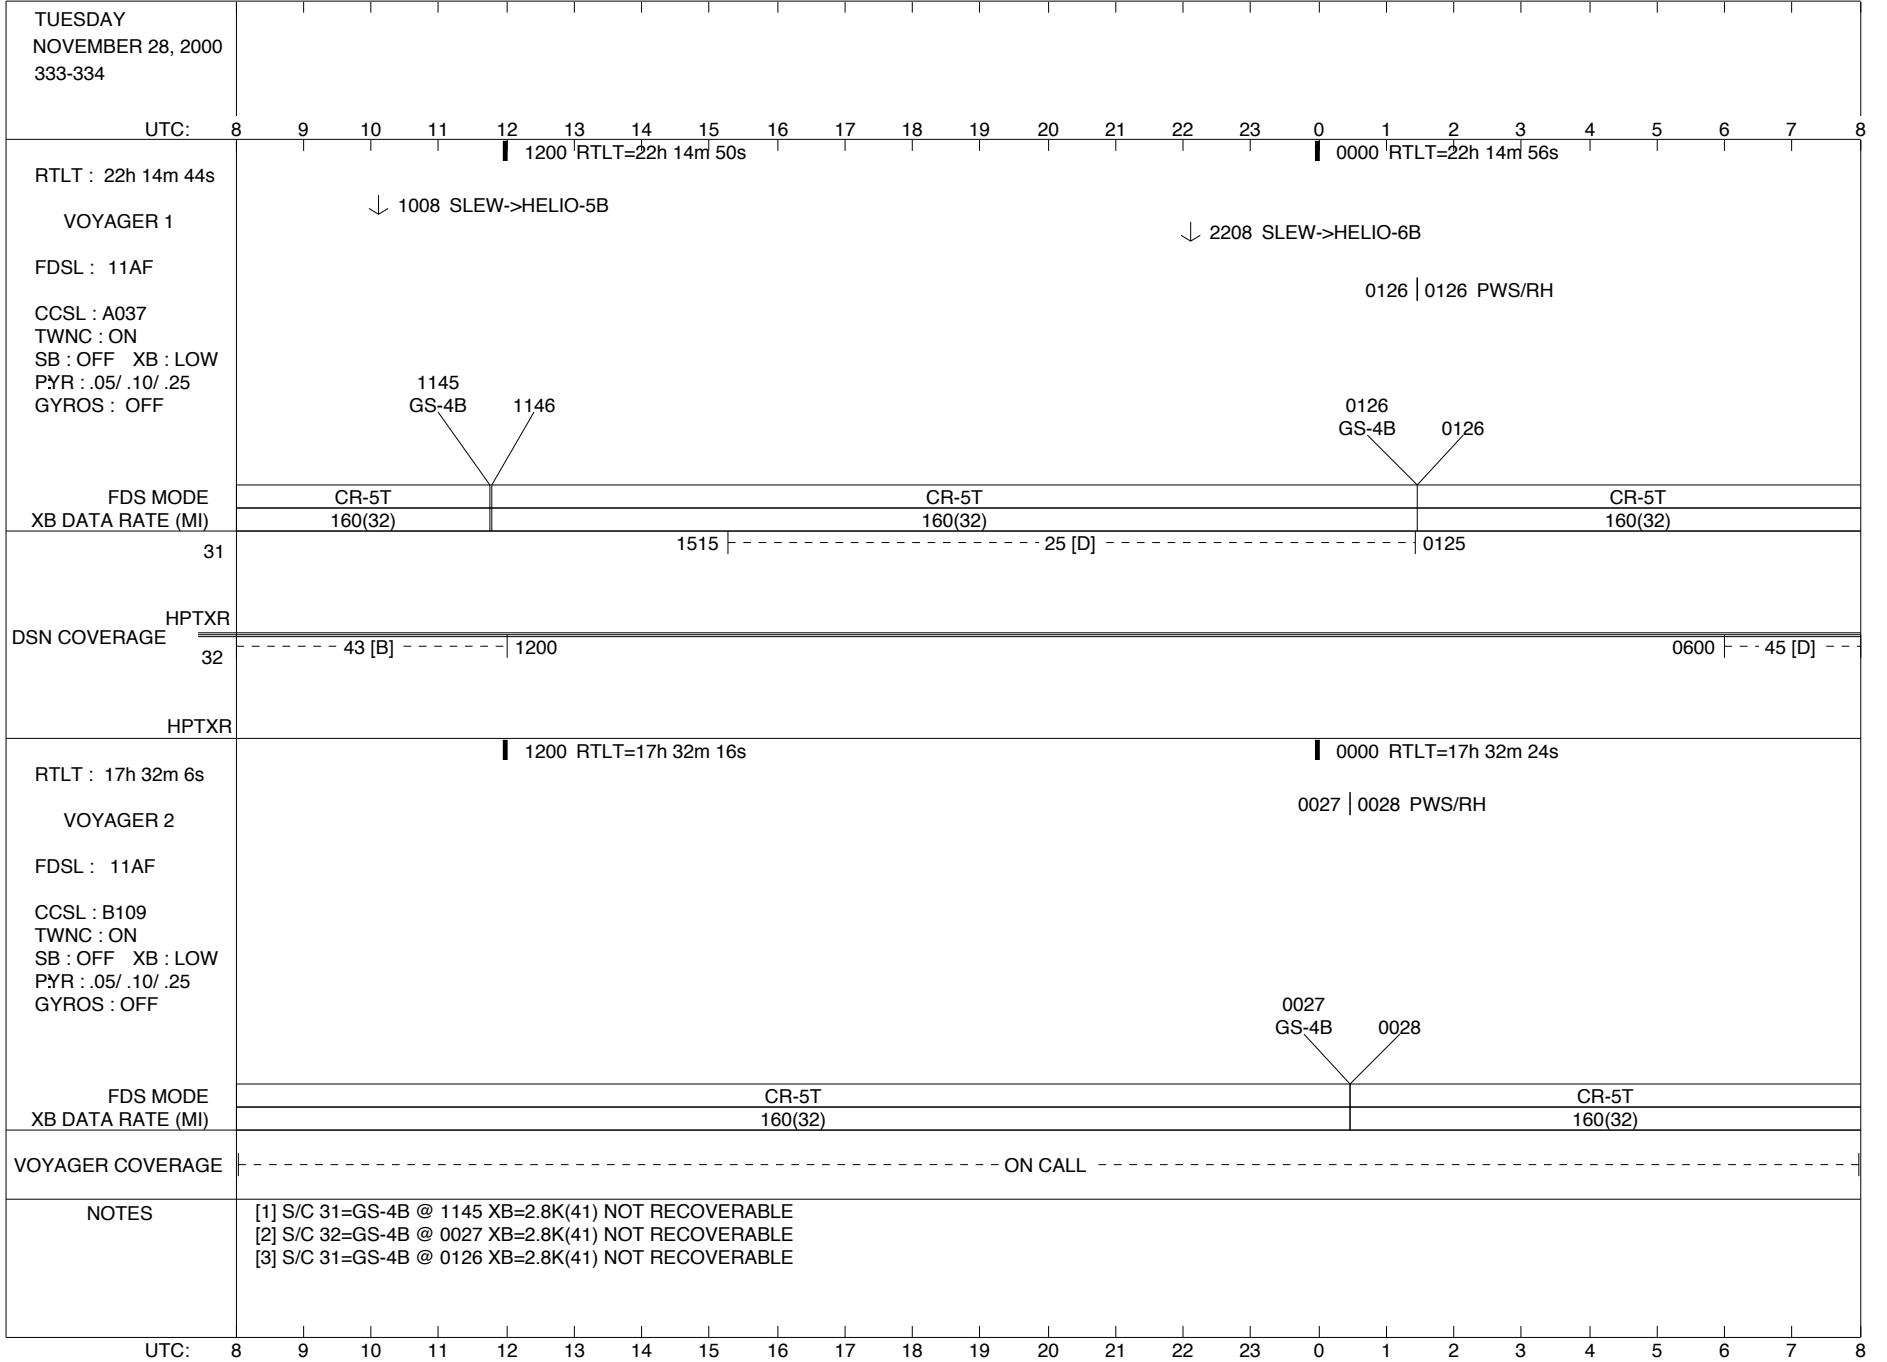 TUESDAY
NOVEMBER 28, 2000
333-334
UTC: 8 9 10 11 12 13 14 15 16 17 18 19 20 21 22 23 0 1 2 3 4 5 6 7 8
1200 RTLT=22h 14m 50s 0000 RTLT=22h 14m 56s
RTLT : 22h 14m 44s
1008 SLEW->HELIO-5B
VOYAGER 1
2208 SLEW->HELIO-6B
FDSL : 11AF
0126 0126 PWS/RH
CCSL : A037
TWNC : ON
SB : OFF XB : LOW
P:YR : .05/ .10/ .25
GYROS : OFF
1145
GS-4B 1146
0126
GS-4B 0126
FDS MODE CR-5T CR-5T CR-5T
XB DATA RATE (MI) 160(32) 160(32) 160(32)
31 1515 25 [D] 0125
HPTXR
DSN COVERAGE
32 43 [B] 1200 0600 45 [D]
HPTXR
1200 RTLT=17h 32m 16s 0000 RTLT=17h 32m 24s
RTLT : 17h 32m 6s
0027 0028 PWS/RH
VOYAGER 2
FDSL : 11AF
CCSL : B109
TWNC : ON
SB : OFF XB : LOW
P:YR : .05/ .10/ .25
GYROS : OFF
0027
GS-4B 0028
FDS MODE CR-5T CR-5T
XB DATA RATE (MI) 160(32) 160(32)
VOYAGER COVERAGE ON CALL
NOTES [1] S/C 31=GS-4B @ 1145 XB=2.8K(41) NOT RECOVERABLE
[2] S/C 32=GS-4B @ 0027 XB=2.8K(41) NOT RECOVERABLE
[3] S/C 31=GS-4B @ 0126 XB=2.8K(41) NOT RECOVERABLE
UTC: 8 9 10 11 12 13 14 15 16 17 18 19 20 21 22 23 0 1 2 3 4 5 6 7 8